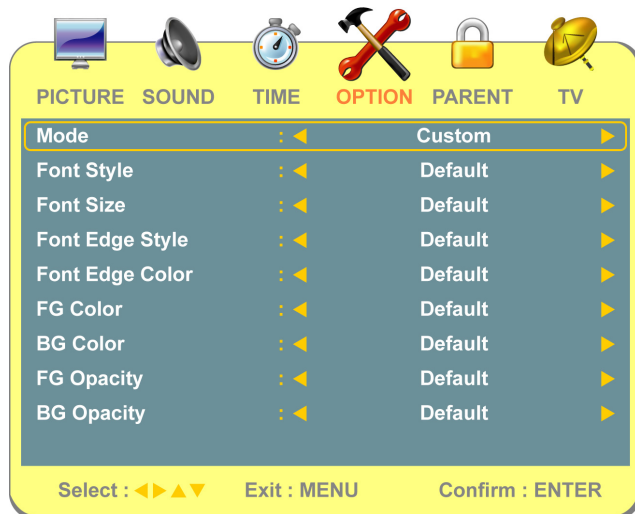 PICTURE SOUND TIME OPTION PARENT TV
Mode : Custom
Font Style : Default
Font Size : Default
Font Edge Style : Default
Font Edge Color : Default
FG Color : Default
BG Color : Default
FG Opacity : Default
BG Opacity : Default
Select : ◀▶▲▼ Exit : MENU Confirm : ENTER